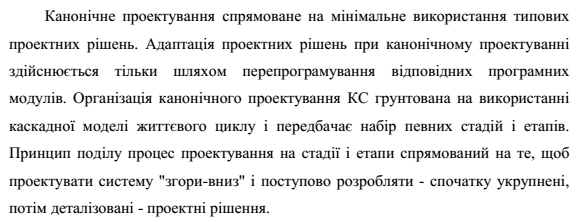 Канонічне проектування спрямоване на мінімальне використання типових
проектних рішень. Адаптація проектних рішень при канонічному проектуванні
здійснюється тільки шляхом перепрограмування відповідних програмних
модулів. Організація канонічного проектування КС грунтована на використанні
каскадної моделі життєвого циклу і передбачає набір певних стадій і етапів.
Принцип поділу процес проектування на стадії і етапи спрямований на те, щоб
проектувати систему "згори-вниз" і поступово розробляти - спочатку укрупнені,
потім деталізовані - проектні рішення.